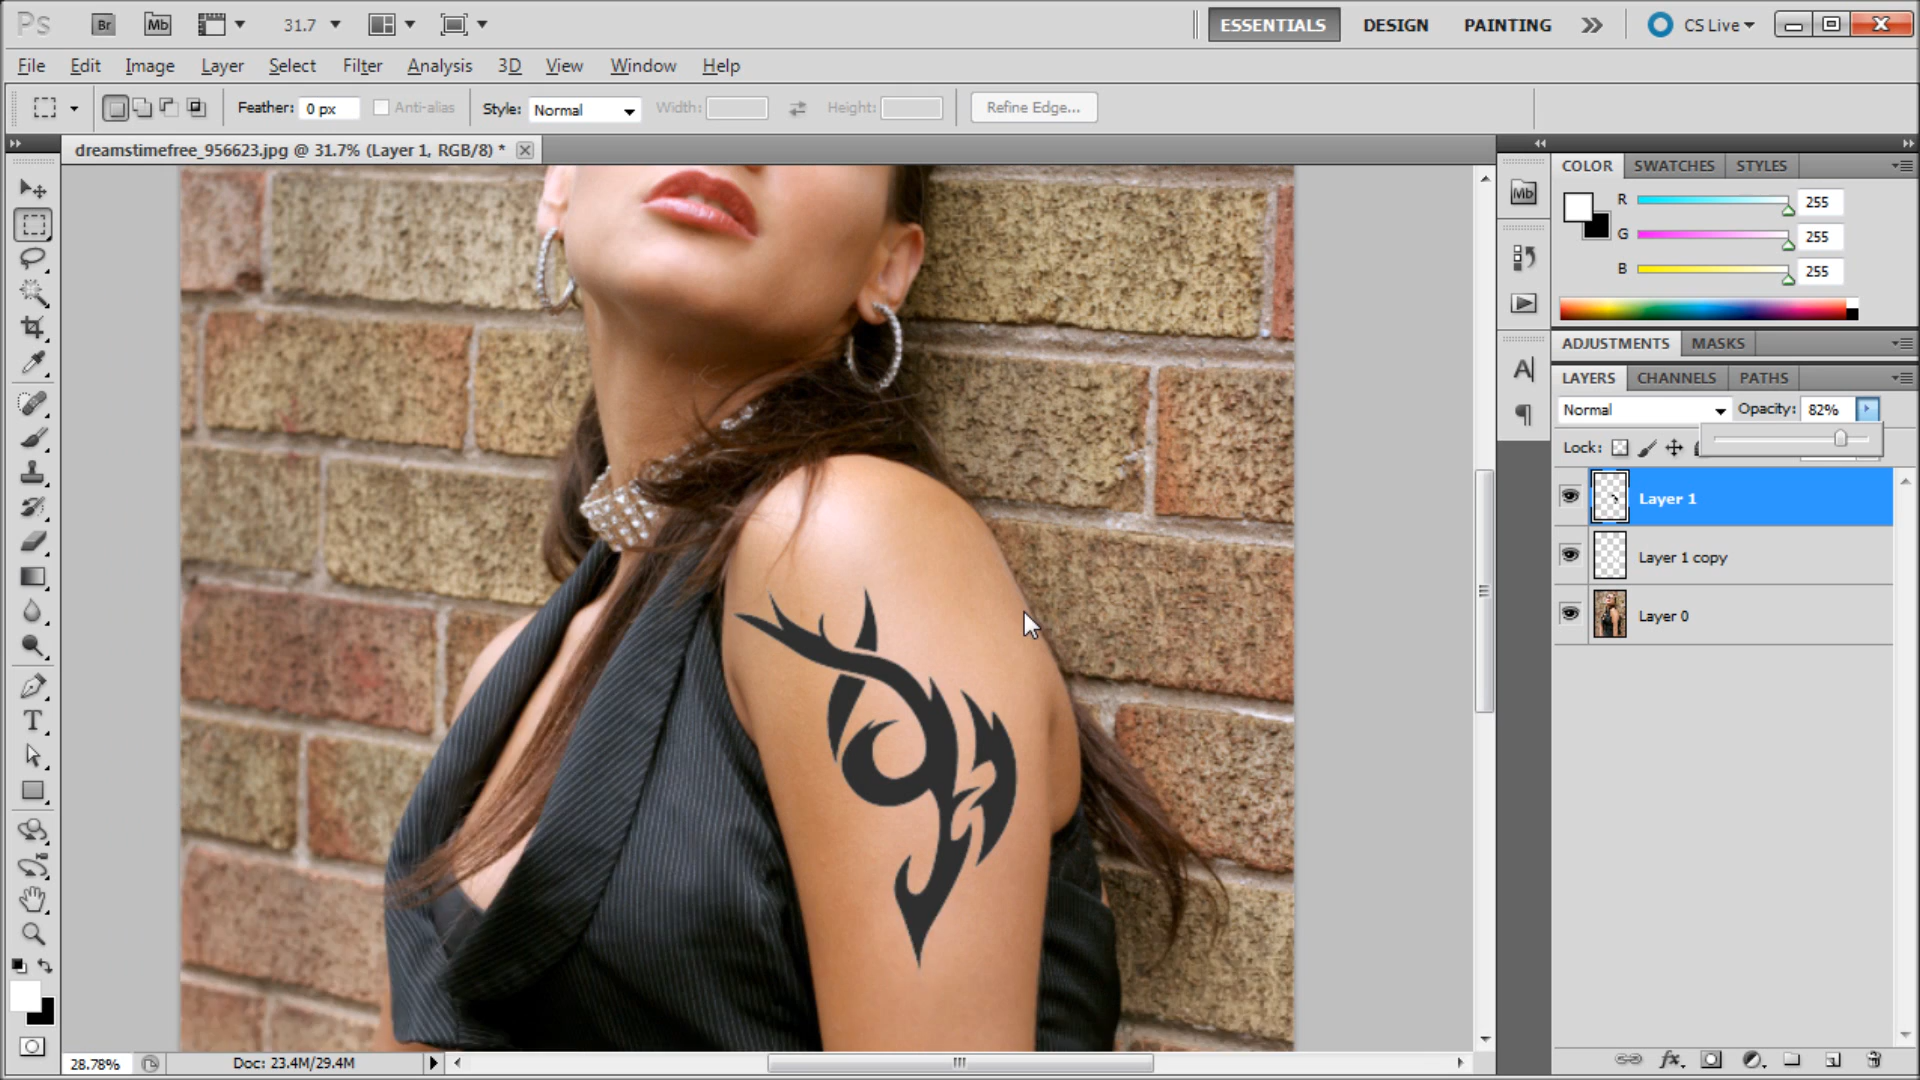 Ps Br Mb 31.7 ESSENTIALS DESIGN PAINTING CS Live
File Edit Image Layer Select Filter Analysis 3D View Window Help
Feather: 0 px Anti-alias Style: Normal Width: Height: Refine Edge...
dreamstimefree_956623.jpg @ 31.7% (Layer 1, RGB/8) *
COLOR SWATCHES STYLES
Mb
R 255
G 255
B 255
ADJUSTMENTS MASKS
LAYERS CHANNELS PATHS
Normal Opacity: 82%
Lock:
Layer 1
Layer 1 copy
Layer 0
28.78% Doc: 23.4M/29.4M